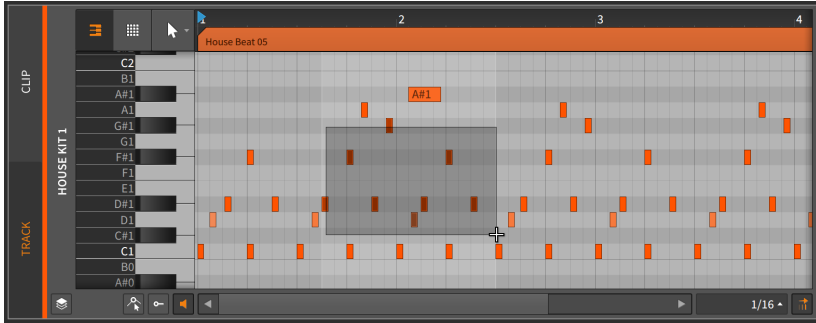 1
2
3
4
House Beat 05
CLIP
TRACK
HOUSE KIT 1
C2
B1
A#1
A#1
A1
G#1
G1
F#1
F1
E1
D#1
D1
C#1
C1
B0
A#0
1/16